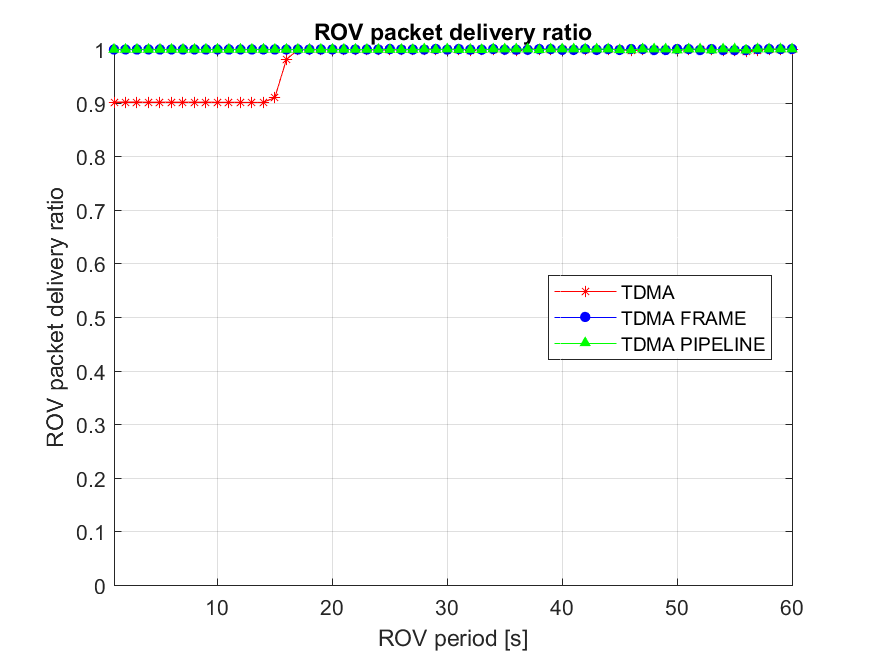 ROV packet delivery ratio
1
0.9
0.8
0.7
0.6
0.5
0.4
0.3
0.2
0.1
0
ROV packet delivery ratio
TDMA
TDMA FRAME
TDMA PIPELINE
10 20 30 40 50 60
ROV period [s]